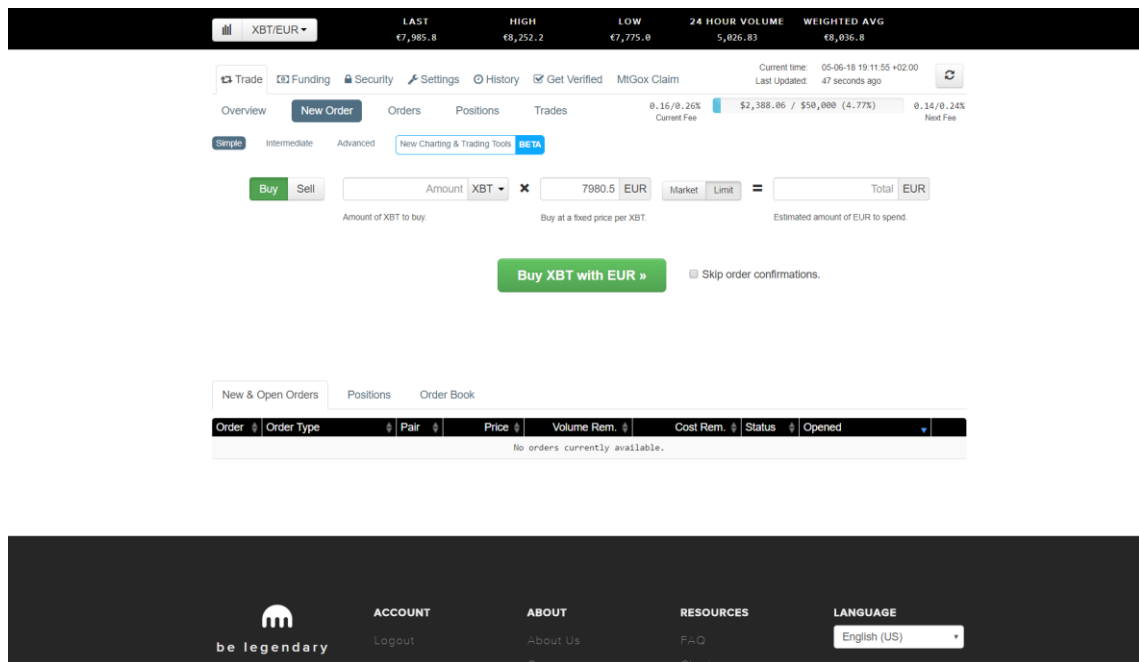 XBT/EUR
LAST HIGH LOW 24 HOUR VOLUME WEIGHTED AVG
€7,985.8 €8,252.2 €7,775.0 5,026.83 €8,036.8
Trade Funding Security Settings History Get Verified MtGox Claim
Current time: 05-06-18 19:11:55 +02:00
Last Updated: 47 seconds ago
Overview New Order Orders Positions Trades
0.16/0.26% $2,388.06 / $50,000 (4.77%) 0.14/0.24%
Current Fee Next Fee
Simple Intermediate Advanced New Charting & Trading Tools BETA
Buy Sell Amount XBT × 7980.5 EUR Market Limit = Total EUR
Amount of XBT to buy. Buy at a fixed price per XBT. Estimated amount of EUR to spend.
Buy XBT with EUR » Skip order confirmations.
New & Open Orders Positions Order Book
Order Order Type Pair Price Volume Rem. Cost Rem. Status Opened
No orders currently available.
ACCOUNT ABOUT RESOURCES LANGUAGE
be legendary Logout About Us FAQ English (US)